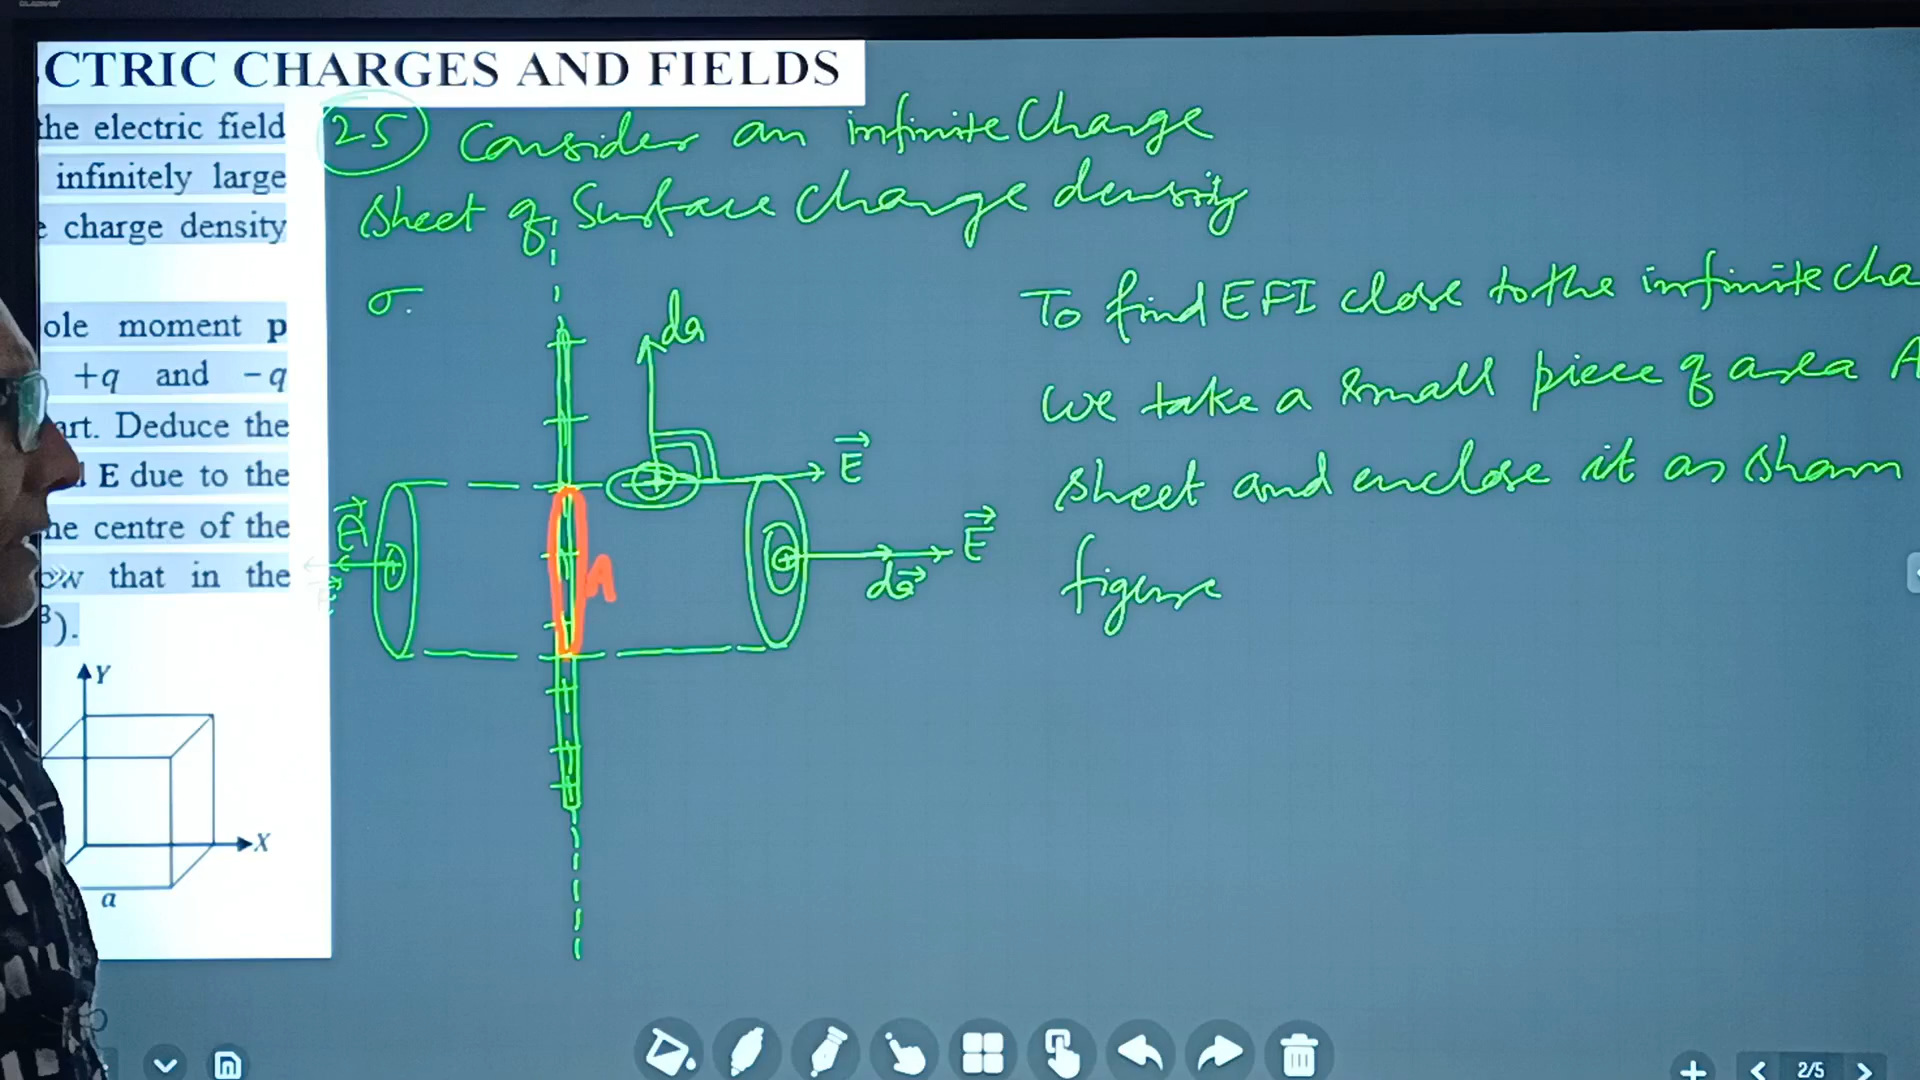 CTRIC CHARGES AND FIELDS
the electric field
infinitely large
e charge density
ole moment p
+q and -q
art. Deduce the
E due to the
he centre of the
ow that in the
3).
Y
X
a
25 Consider an infinite Charge
sheet of Surface charge density
σ.
da
E
E
da
A
To find EFI close to the infinite cha
we take a small piece of area A
sheet and enclose it as shown
figure
2/5